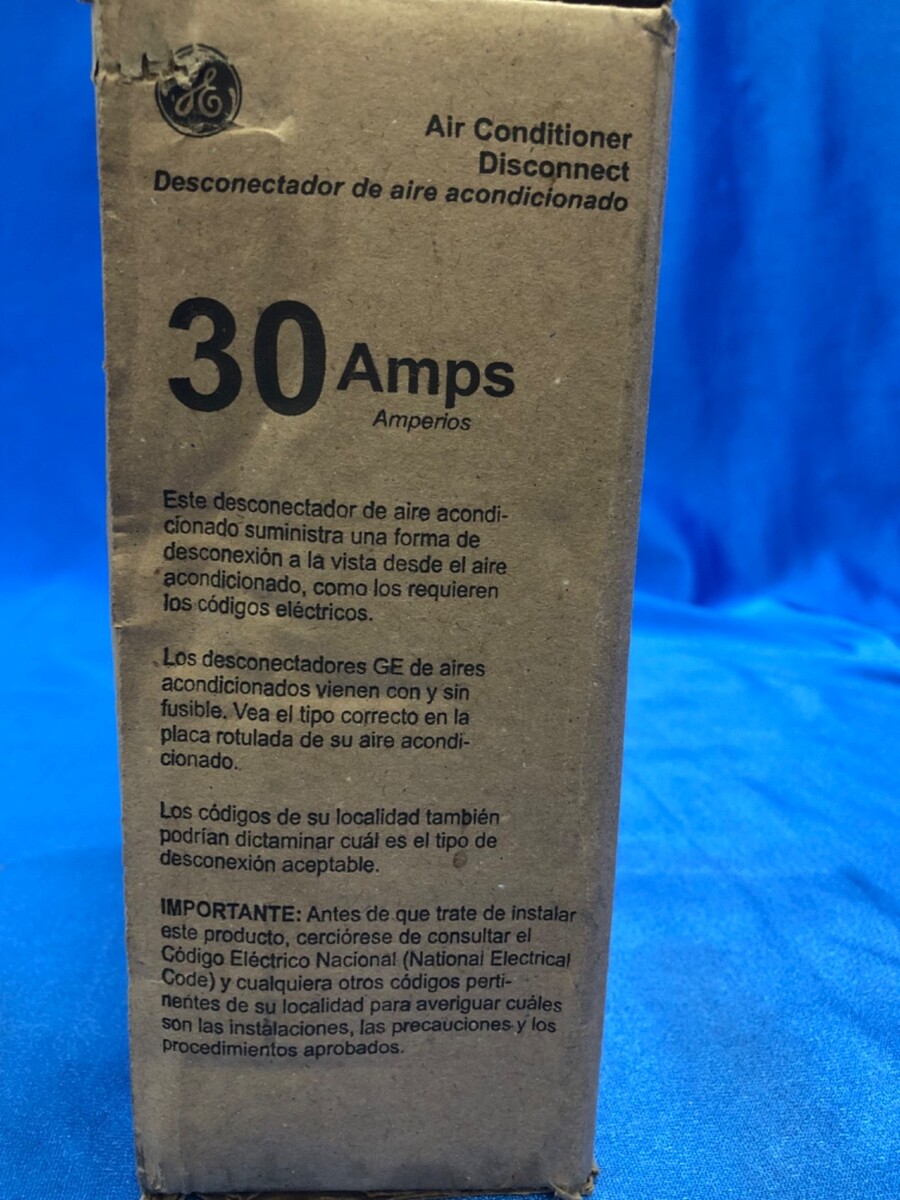 GE
Air Conditioner
Disconnect
Desconectador de aire acondicionado
30 Amps
Amperios
Este desconectador de aire acondi-
cionado suministra una forma de
desconexión a la vista desde el aire
acondicionado, como los requieren
los códigos eléctricos.
Los desconectadores GE de aires
acondicionados vienen con y sin
fusible. Vea el tipo correcto en la
placa rotulada de su aire acondi-
cionado.
Los códigos de su localidad también
podrían dictaminar cuál es el tipo de
desconexión aceptable.
IMPORTANTE: Antes de que trate de instalar
este producto, cerciórese de consultar el
Código Eléctrico Nacional (National Electrical
Code) y cualquiera otros códigos perti-
nentes de su localidad para averiguar cuáles
son las instalaciones, las precauciones y los
procedimientos aprobados.